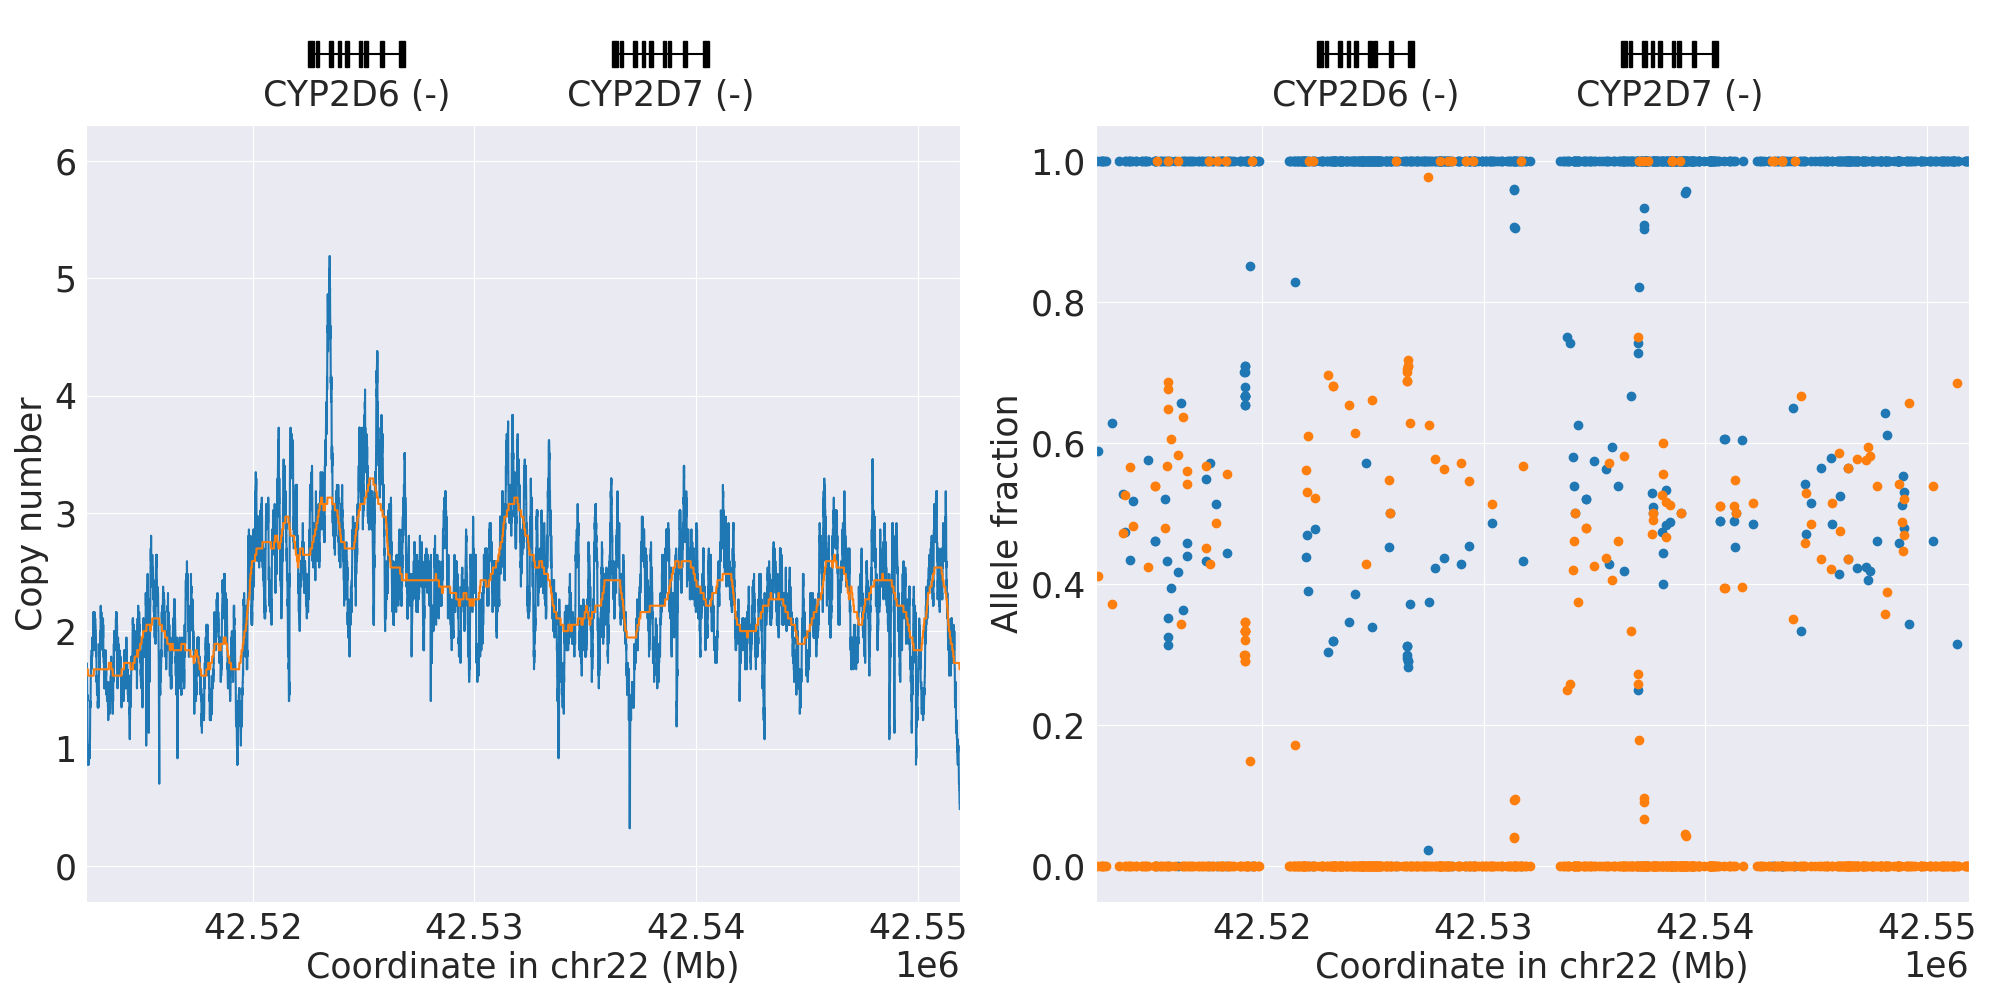 CYP2D6 (-) CYP2D7 (-)
Copy number
6
5
4
3
2
1
0
42.52 42.53 42.54 42.55
Coordinate in chr22 (Mb) 1e6
CYP2D6 (-) CYP2D7 (-)
Allele fraction
1.0
0.8
0.6
0.4
0.2
0.0
42.52 42.53 42.54 42.55
Coordinate in chr22 (Mb) 1e6